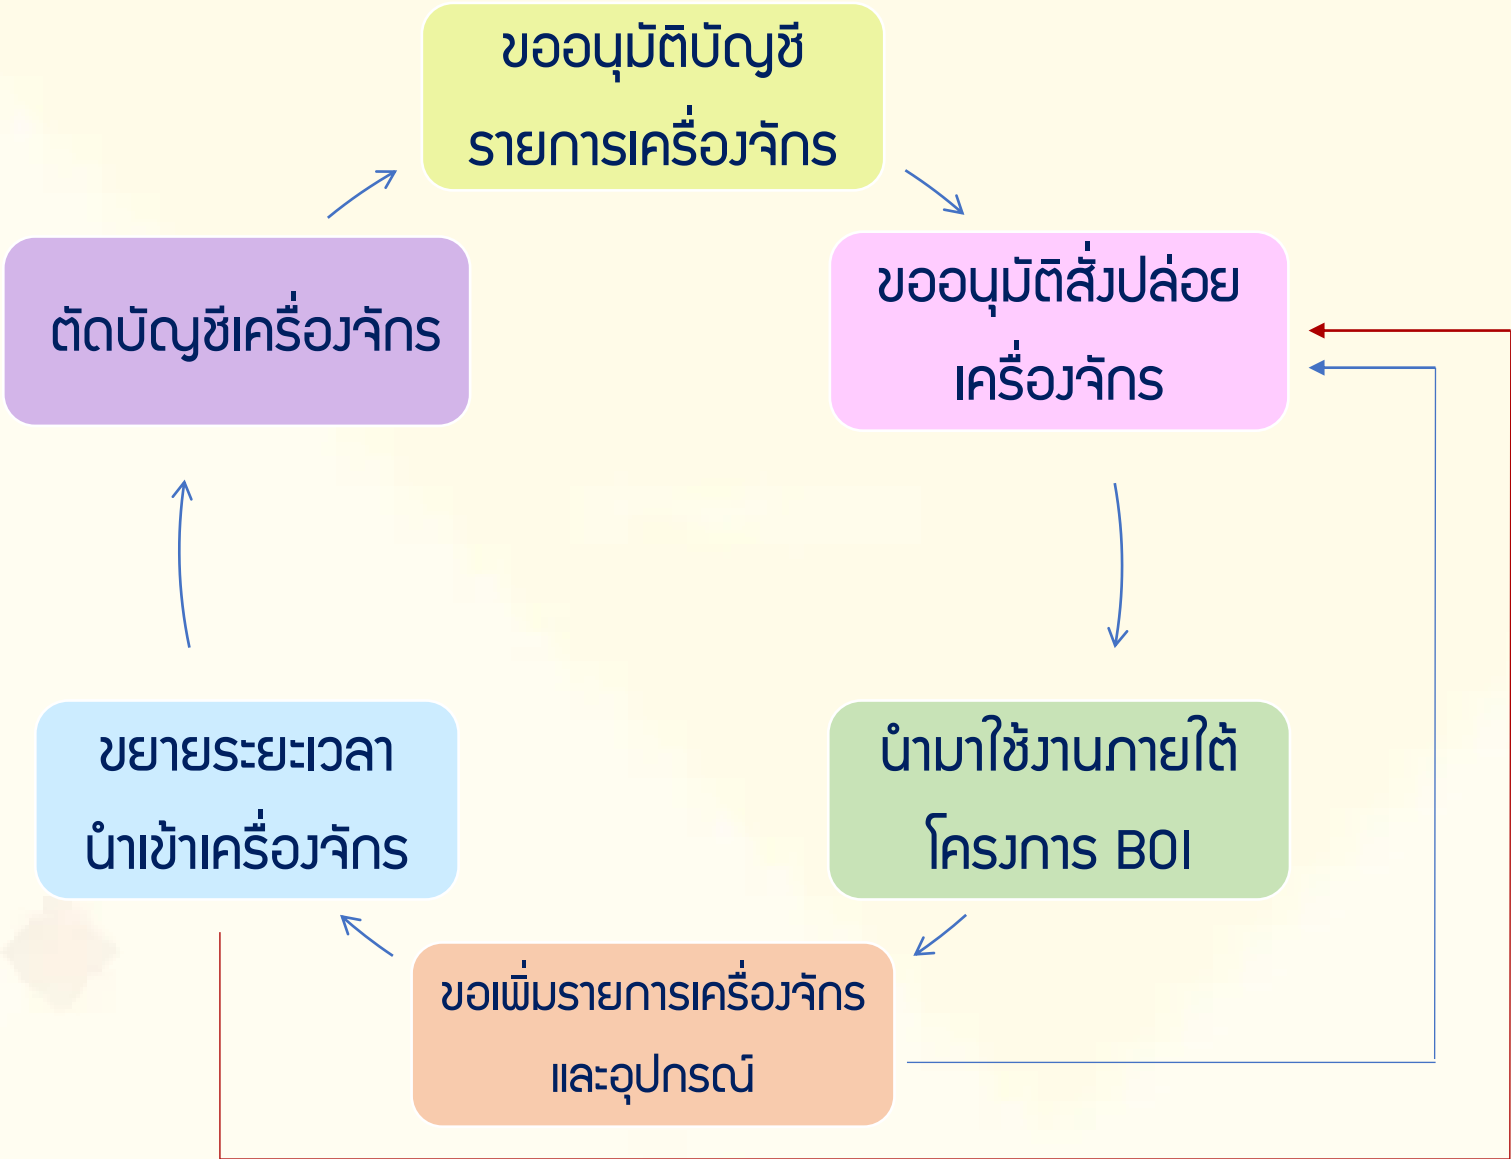 ขออนุมัติบัญชี
รายการเครื่องจักร
ขออนุมัติสั่งปล่อย
เครื่องจักร
นำมาใช้งานภายใต้
โครงการ BOI
ขอเพิ่มรายการเครื่องจักร
และอุปกรณ์
ขยายระยะเวลา
นำเข้าเครื่องจักร
ตัดบัญชีเครื่องจักร